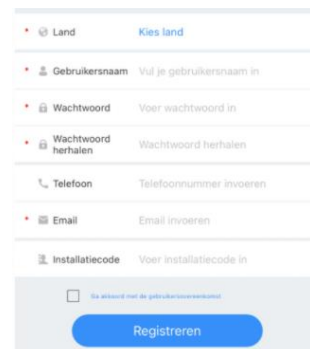 * Land Kies land
* Gebruikersnaam Vul je gebruikersnaam in
* Wachtwoord Voer wachtwoord in
* Wachtwoord herhalen Wachtwoord herhalen
Telefoon Telefoonnummer invoeren
* Email Email invoeren
Installatiecode Voer installatiecode in
Ga akkoord met de gebruikersovereenkomst
Registreren